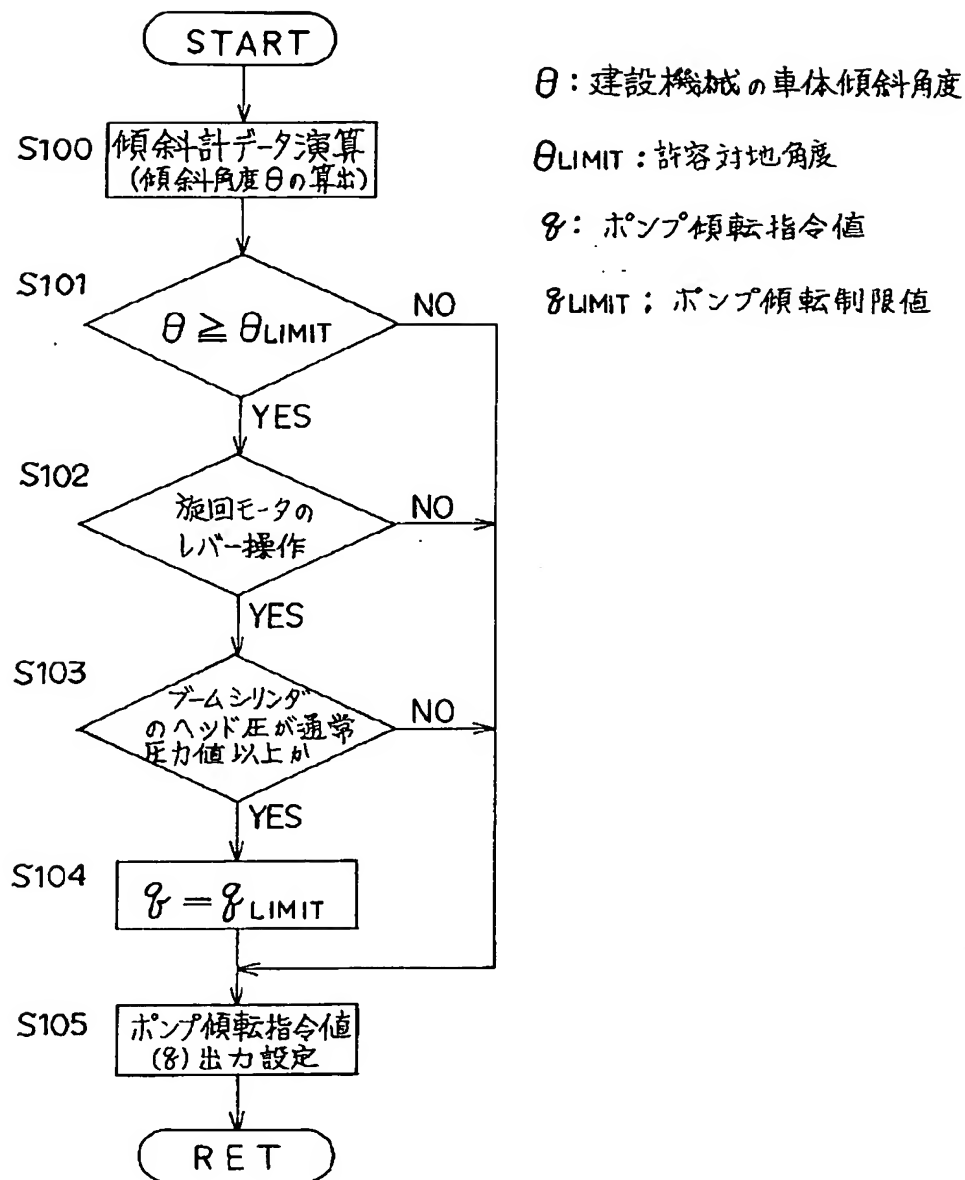 START
S100
傾斜計データ演算
(傾斜角度θの算出)
S101
θ ≧ θLIMIT
NO
YES
S102
旋回モータの
レバー操作
NO
YES
S103
ブームシリンダ
のヘッド圧が通常
圧力値以上か
NO
YES
S104
q = qLIMIT
S105
ポンプ傾転指令値
(q)出力設定
RET
θ:建設機械の車体傾斜角度
θLIMIT:許容対地角度
q:ポンプ傾転指令値
qLIMIT;ポンプ傾転制限値